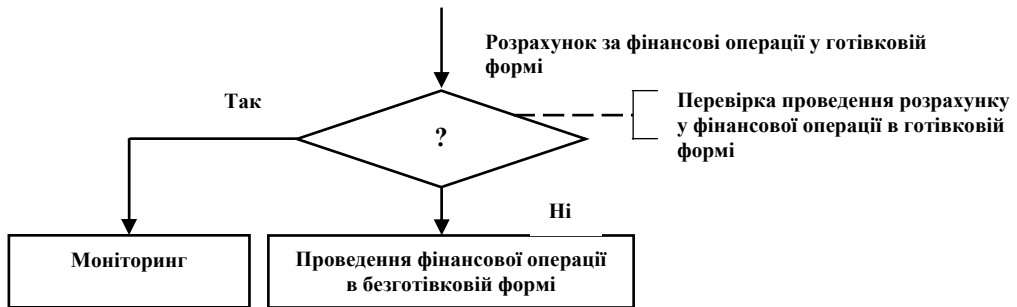 Розрахунок за фінансові операції у готівковій
формі
Так
Перевірка проведення розрахунку
у фінансової операції в готівковій
формі
?
Ні
Моніторинг
Проведення фінансової операції
в безготівковій формі